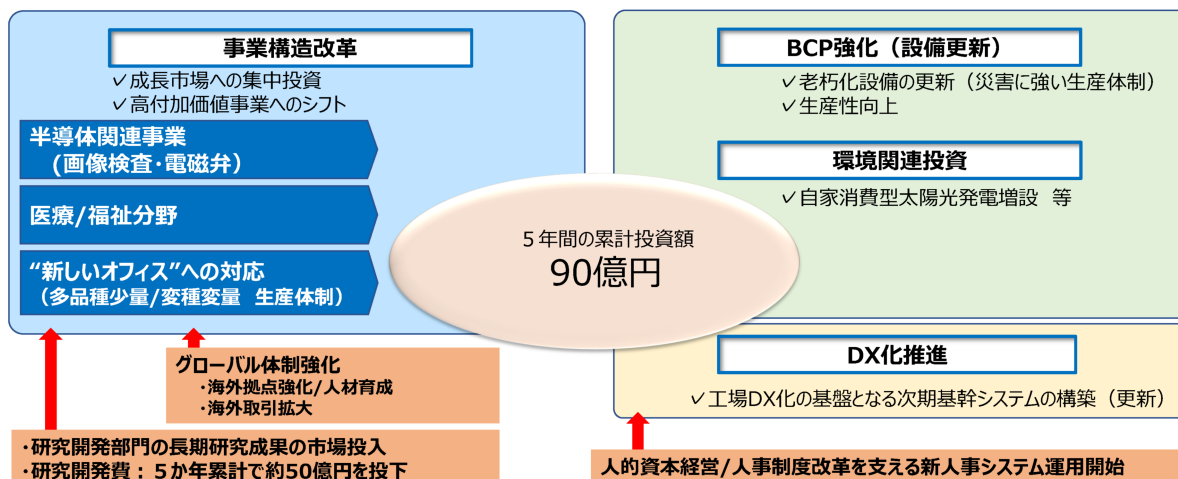 事業構造改革
✓成長市場への集中投資
✓高付加価値事業へのシフト
半導体関連事業
(画像検査・電磁弁)
医療/福祉分野
“新しいオフィス”への対応
（多品種少量/変種変量 生産体制）
グローバル体制強化
・海外拠点強化/人材育成
・海外取引拡大
・研究開発部門の長期研究成果の市場投入
・研究開発費：５か年累計で約50億円を投下
５年間の累計投資額
90億円
BCP強化（設備更新）
✓老朽化設備の更新（災害に強い生産体制）
✓生産性向上
環境関連投資
✓自家消費型太陽光発電増設 等
DX化推進
✓工場DX化の基盤となる次期基幹システムの構築（更新）
人的資本経営/人事制度改革を支える新人事システム運用開始